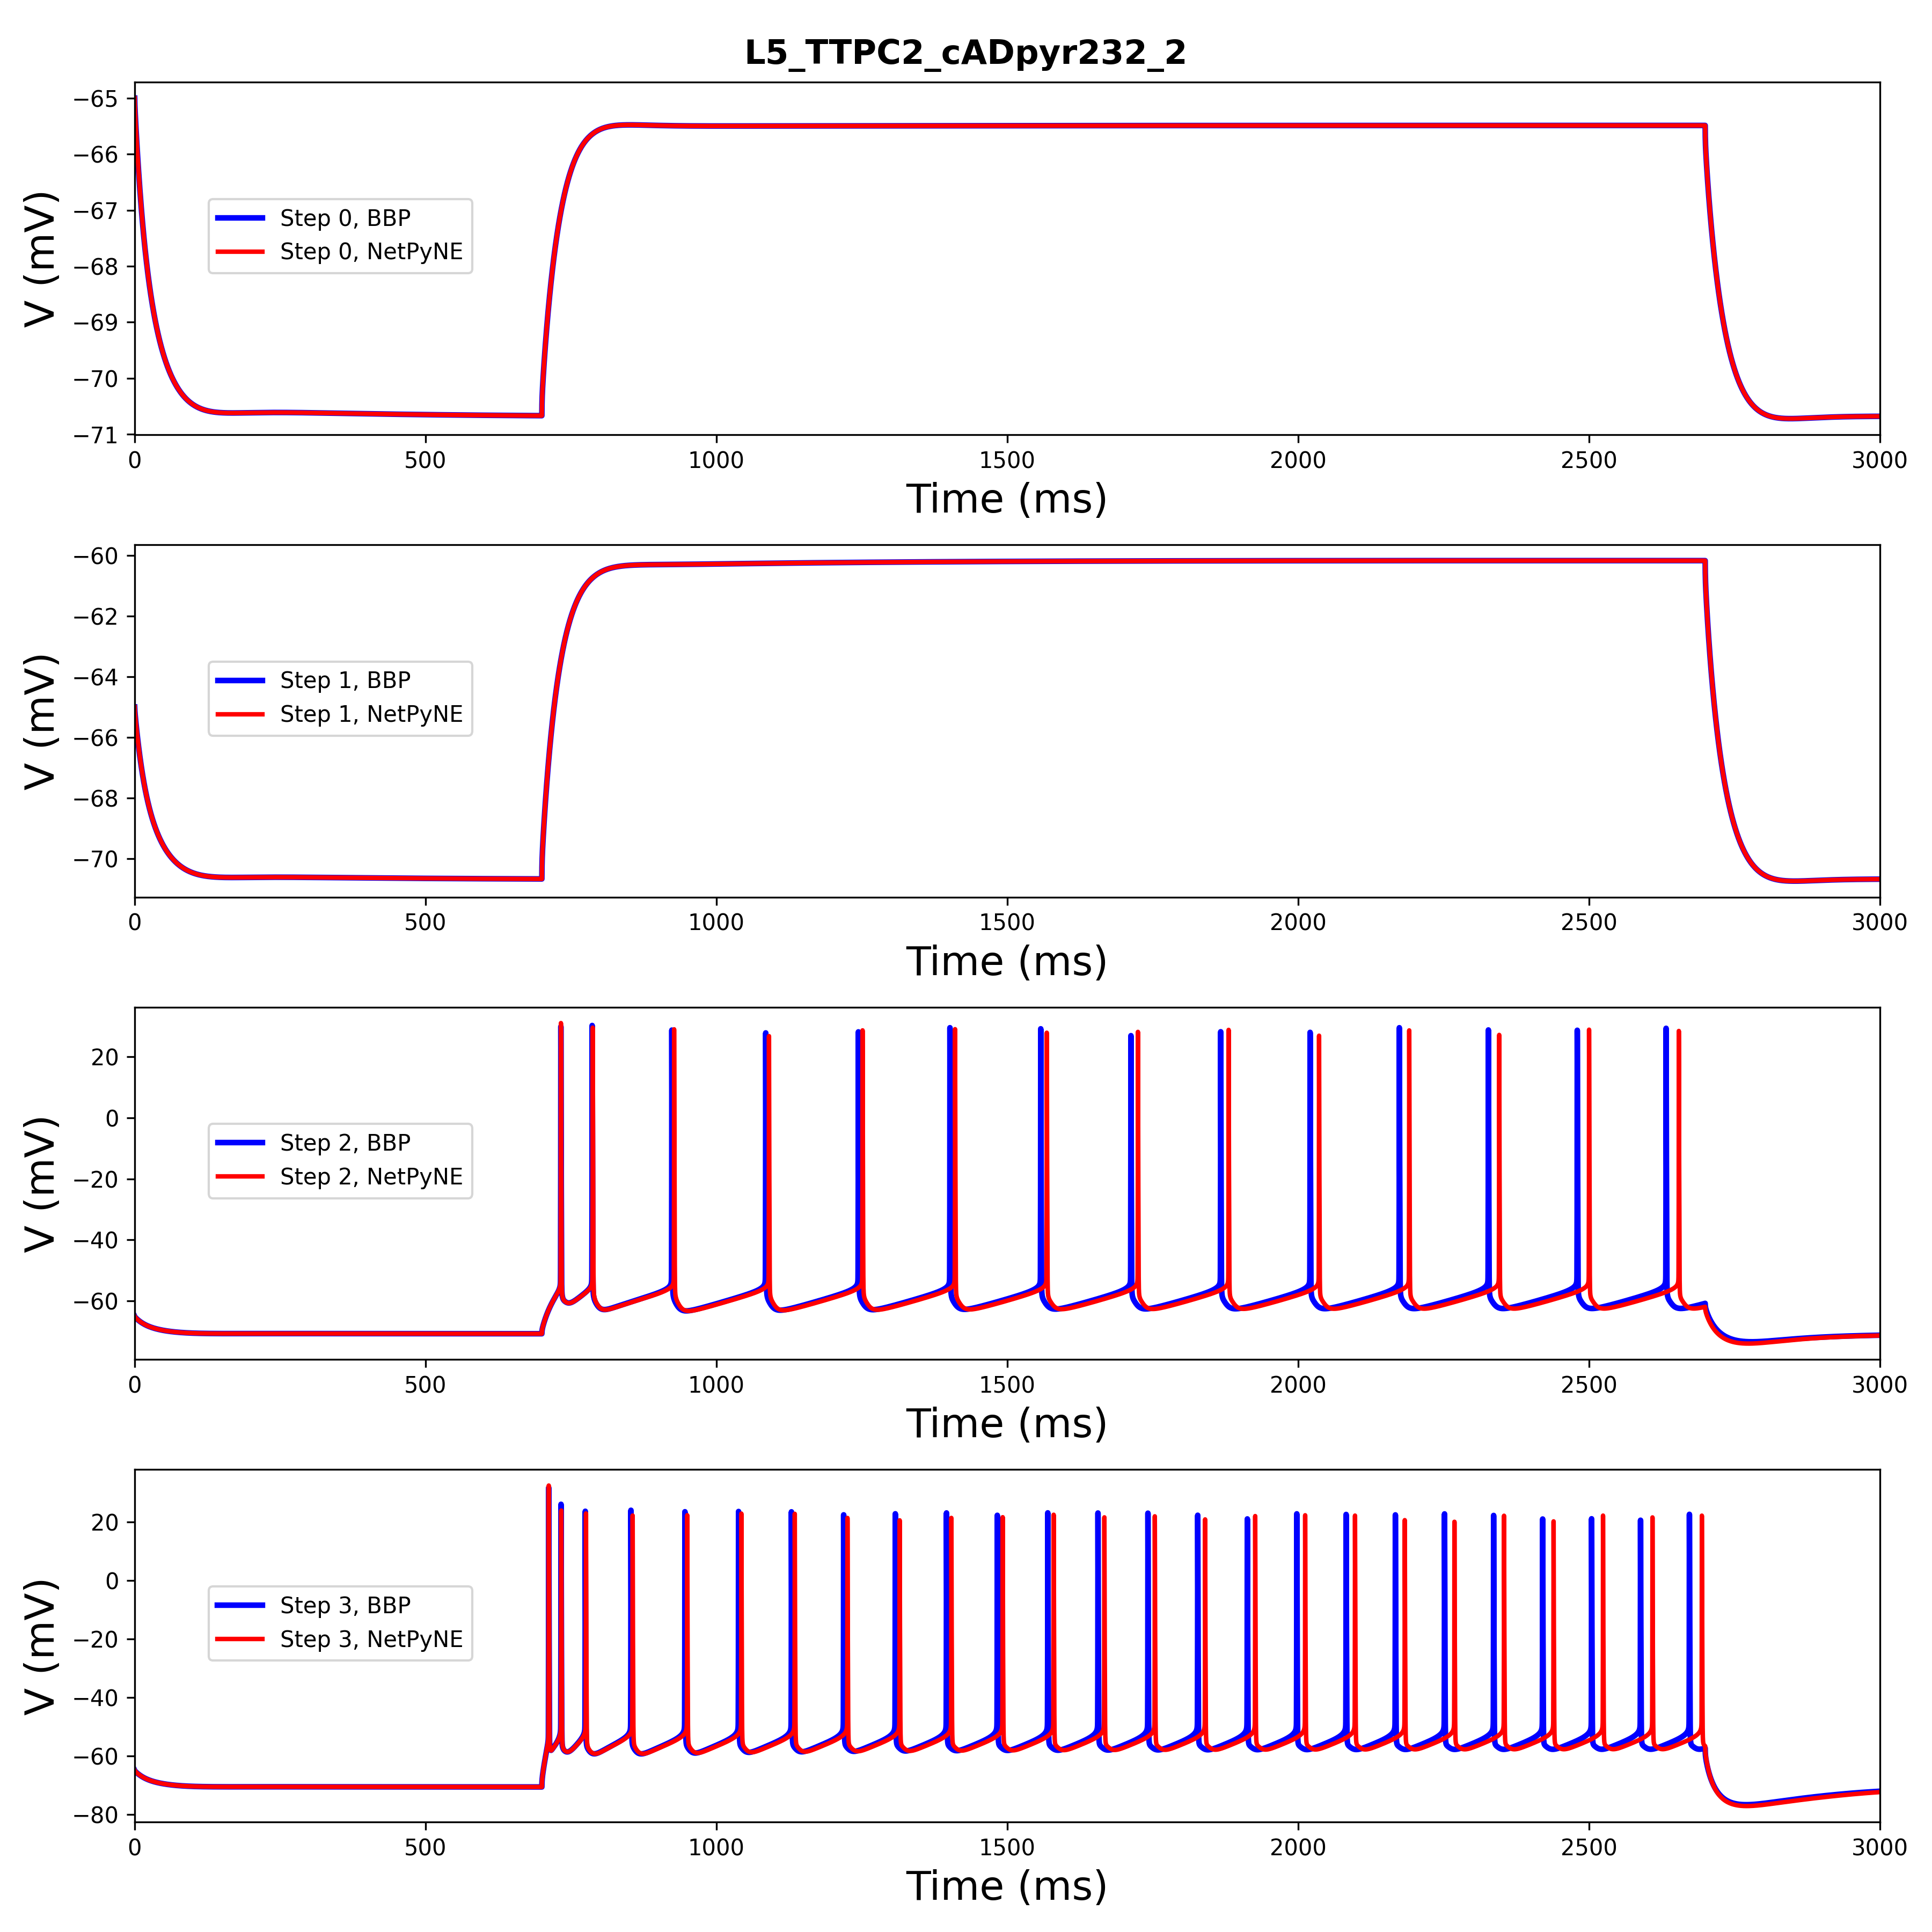 L5_TTPC2_cADpyr232_2
−65
−66
−67
−68
−69
−70
−71
V (mV)
Step 0, BBP
Step 0, NetPyNE
0 500 1000 1500 2000 2500 3000
Time (ms)
−60
−62
−64
−66
−68
−70
V (mV)
Step 1, BBP
Step 1, NetPyNE
0 500 1000 1500 2000 2500 3000
Time (ms)
20
0
−20
−40
−60
V (mV)
Step 2, BBP
Step 2, NetPyNE
0 500 1000 1500 2000 2500 3000
Time (ms)
20
0
−20
−40
−60
−80
V (mV)
Step 3, BBP
Step 3, NetPyNE
0 500 1000 1500 2000 2500 3000
Time (ms)